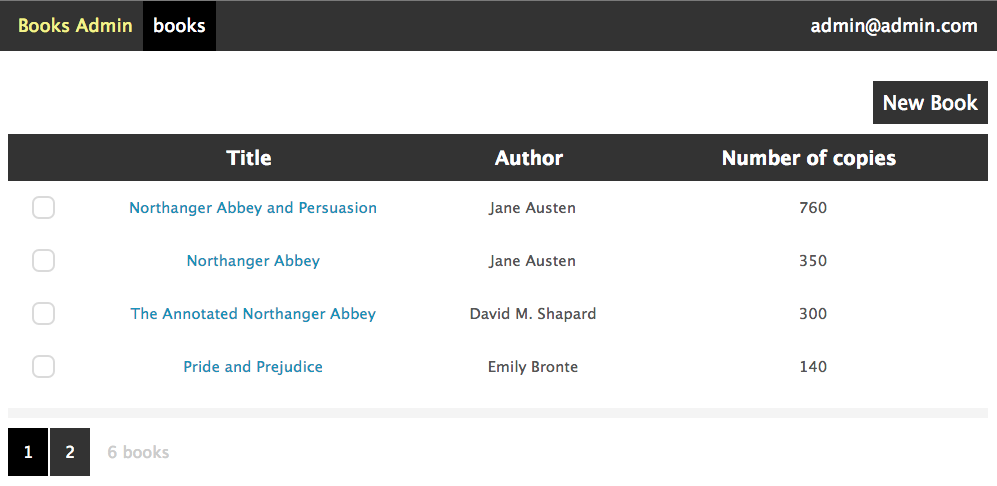 Books Admin books admin@admin.com
New Book
Title Author Number of copies
Northanger Abbey and Persuasion Jane Austen 760
Northanger Abbey Jane Austen 350
The Annotated Northanger Abbey David M. Shapard 300
Pride and Prejudice Emily Bronte 140
1 2 6 books